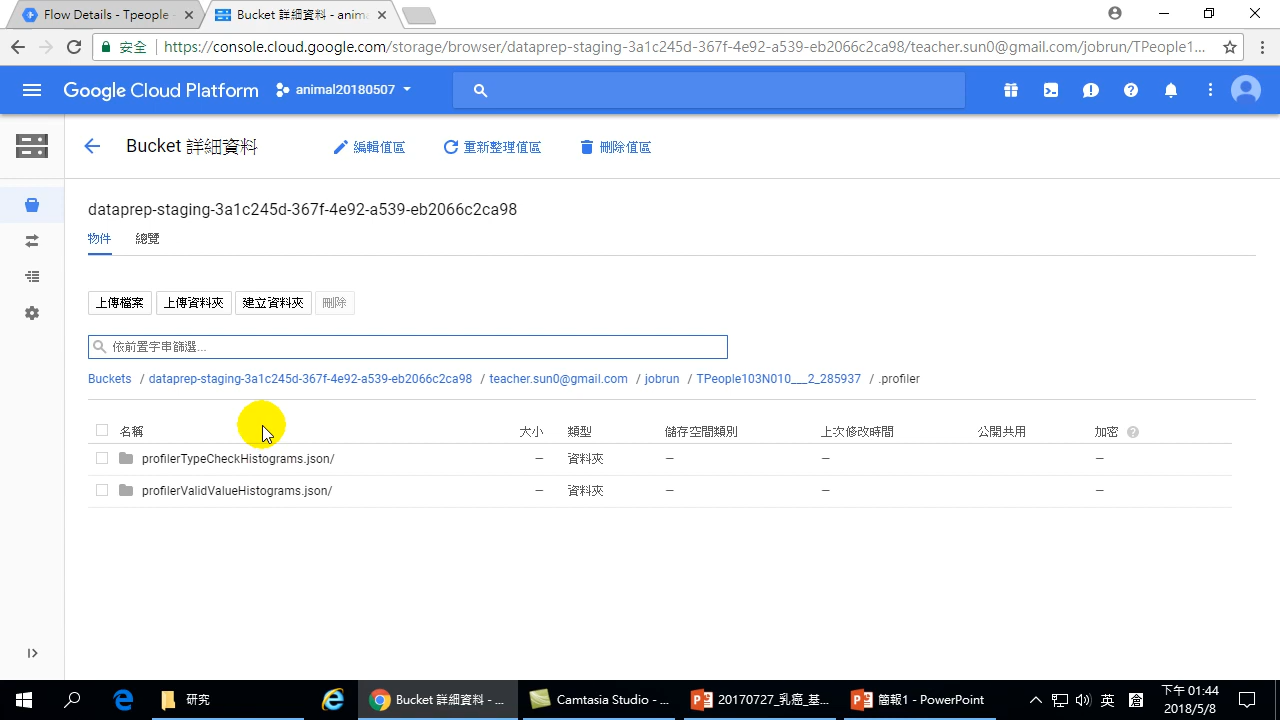 Flow Details - Tpeople
Bucket 詳細資料 - anima
安全
https://console.cloud.google.com/storage/browser/dataprep-staging-3a1c245d-367f-4e92-a539-eb2066c2ca98/teacher.sun0@gmail.com/jobrun/TPeople1...
Google Cloud Platform
animal20180507
Bucket 詳細資料
編輯值區
重新整理值區
刪除值區
dataprep-staging-3a1c245d-367f-4e92-a539-eb2066c2ca98
物件 總覽
上傳檔案 上傳資料夾 建立資料夾 刪除
依前置字串篩選...
Buckets / dataprep-staging-3a1c245d-367f-4e92-a539-eb2066c2ca98 / teacher.sun0@gmail.com / jobrun / TPeople103N010___2_285937 / .profiler
名稱 大小 類型 儲存空間類別 上次修改時間 公開共用 加密
profilerTypeCheckHistograms.json/ – 資料夾 – – –
profilerValidValueHistograms.json/ – 資料夾 – – –
研究
Bucket 詳細資料 - ...
Camtasia Studio - ...
20170727_乳癌_基...
簡報1 - PowerPoint
英
下午 01:44
2018/5/8